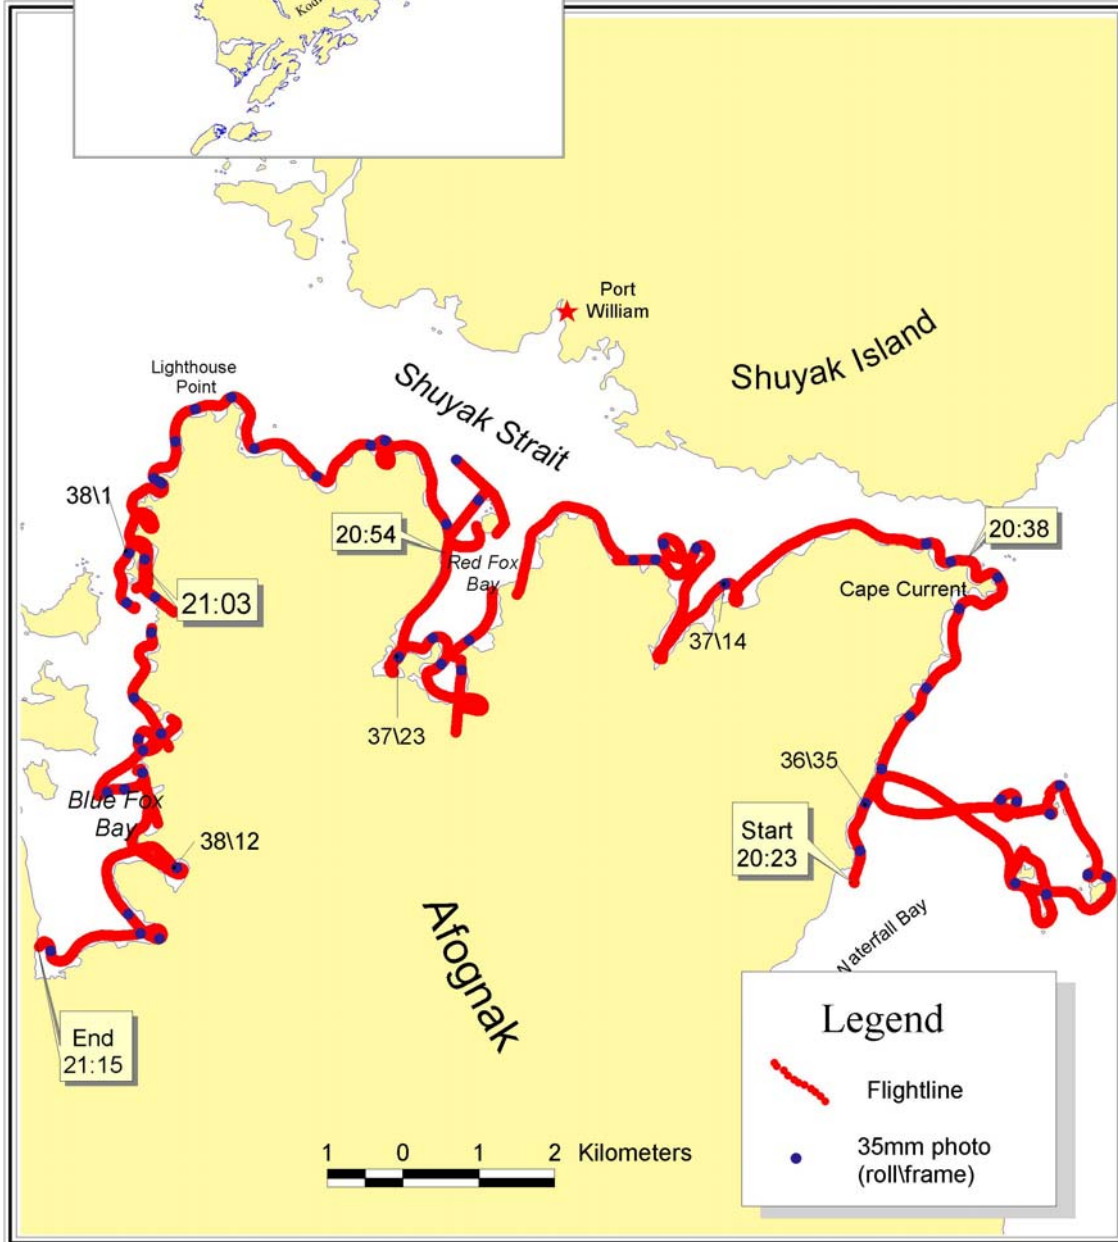 Port
William
Shuyak Island
Lighthouse
Point
Shuyak Strait
38\1
20:54
20:38
Red Fox
Bay
Cape Current
21:03
37\14
37\23
36\35
Blue Fox
Bay
38\12
Start
20:23
Afognak
Waterfall Bay
End
21:15
Legend
Flightline
35mm photo
(roll\frame)
1 0 1 2 Kilometers